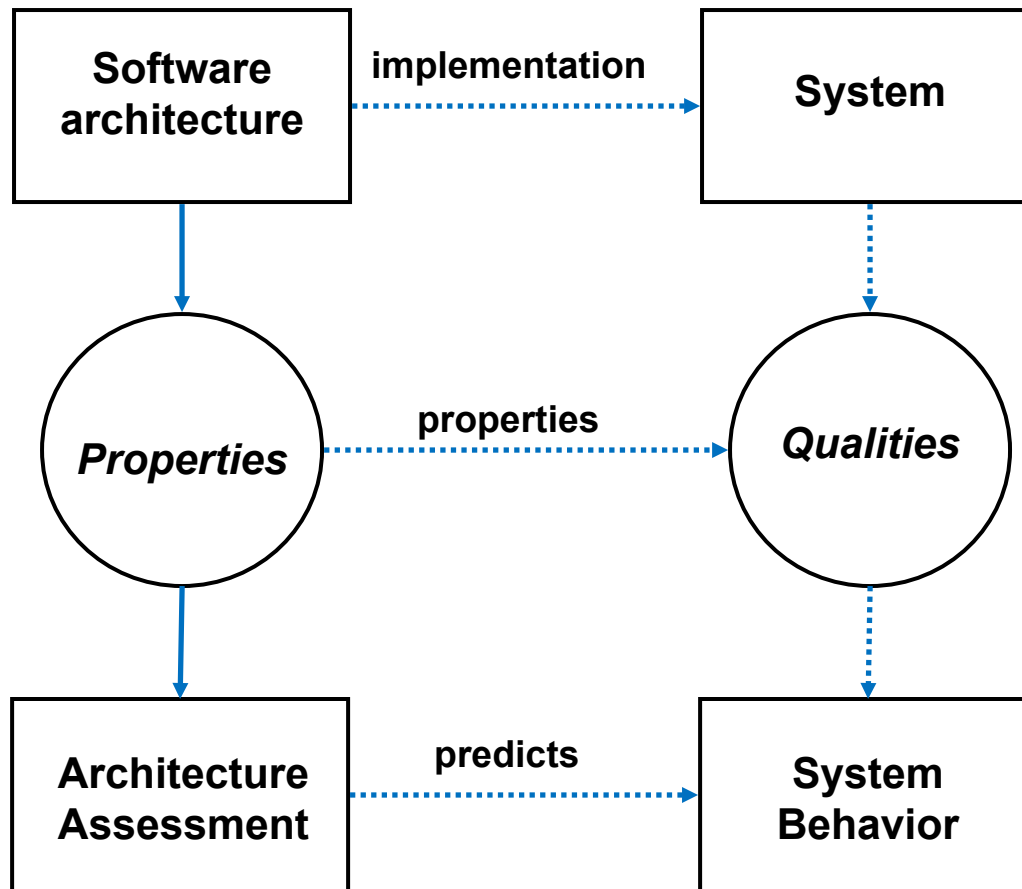 Software
architecture
implementation
System
Properties
properties
Qualities
Architecture
Assessment
predicts
System
Behavior